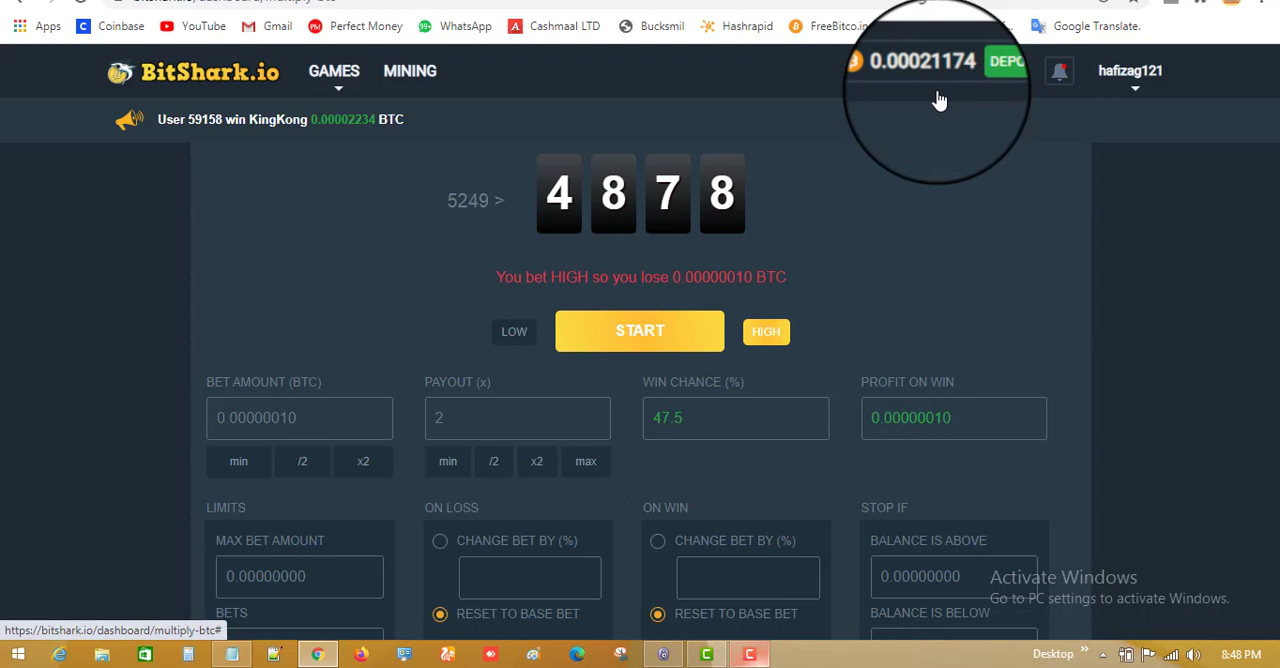 bitshark.io/dashboard/multiply-btc
Apps Coinbase YouTube Gmail Perfect Money WhatsApp Cashmaal LTD Bucksmil Hashrapid FreeBitco.in Google Translate.
BitShark.io GAMES MINING 0.00021174 DEPO hafizag121
User 59158 win KingKong 0.00002234 BTC
5249 > 4 8 7 8
You bet HIGH so you lose 0.00000010 BTC
LOW START HIGH
BET AMOUNT (BTC) PAYOUT (x) WIN CHANCE (%) PROFIT ON WIN
0.00000010 2 47.5 0.00000010
min /2 x2 min /2 x2 max
LIMITS ON LOSS ON WIN STOP IF
MAX BET AMOUNT CHANGE BET BY (%) CHANGE BET BY (%) BALANCE IS ABOVE
0.00000000 0.00000000
Activate Windows
Go to PC settings to activate Windows.
BETS RESET TO BASE BET RESET TO BASE BET BALANCE IS BELOW
https://bitshark.io/dashboard/multiply-btc#
Desktop 8:48 PM